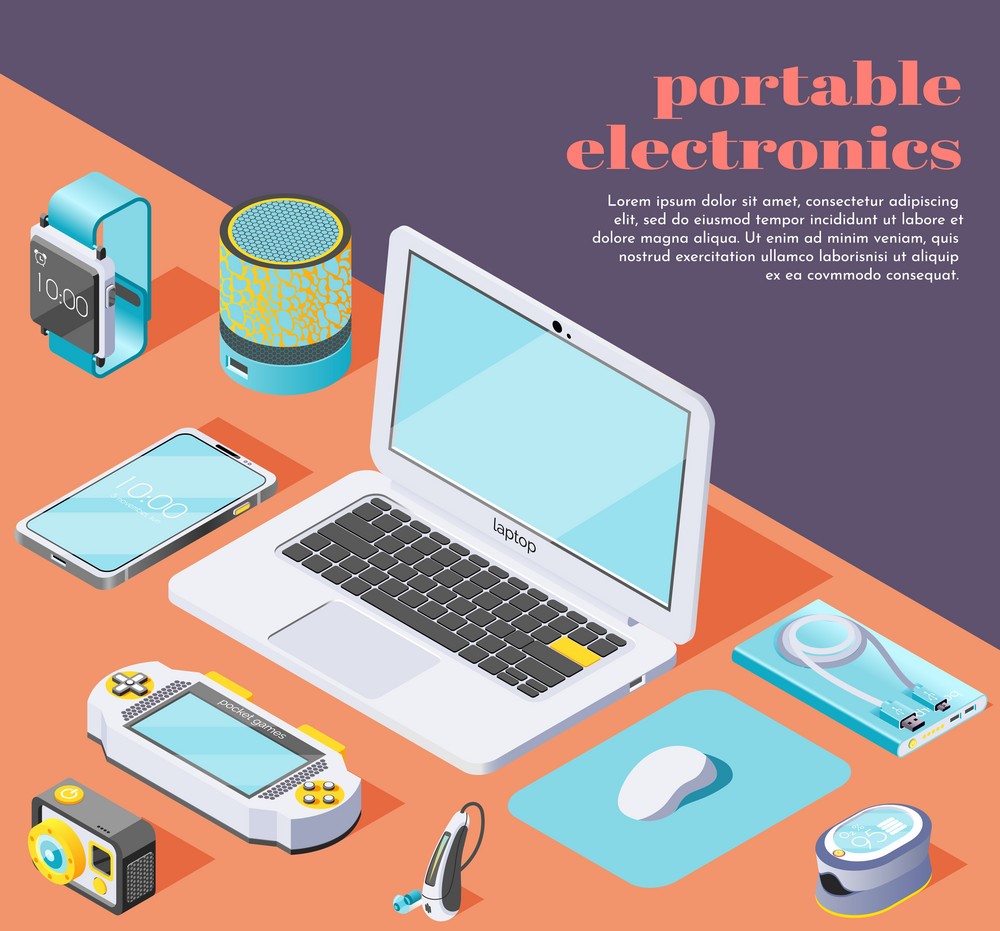 portable
electronics
Lorem ipsum dolor sit amet, consectetur adipiscing
elit, sed do eiusmod tempor incididunt ut labore et
dolore magna aliqua. Ut enim ad minim veniam, quis
nostrud exercitation ullamco laborisnisi ut aliquip
ex ea covmmodo consequat.
10:00
10:00
laptop
pocket games
95